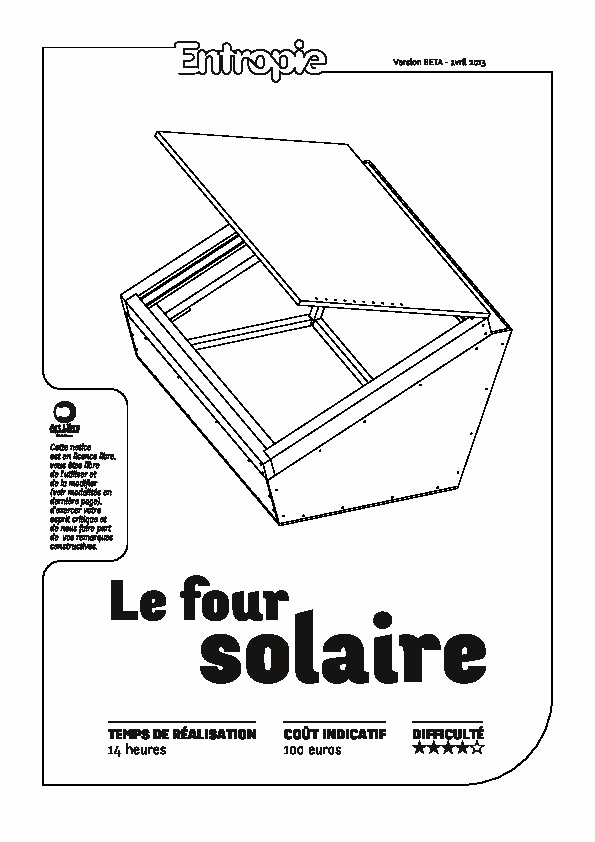 Entropie
Version BETA - avril 2013
Art Libre
Cette notice
est en licence libre,
vous être libre
de l'utiliser et
de la modifier
(voir modalités en
dernière page),
d'exercer votre
esprit critique et
de nous faire part
de vos remarques
constructives.
Le four
solaire
TEMPS DE RÉALISATION
14 heures
COÛT INDICATIF
100 euros
DIFFICULTÉ
★★★★☆